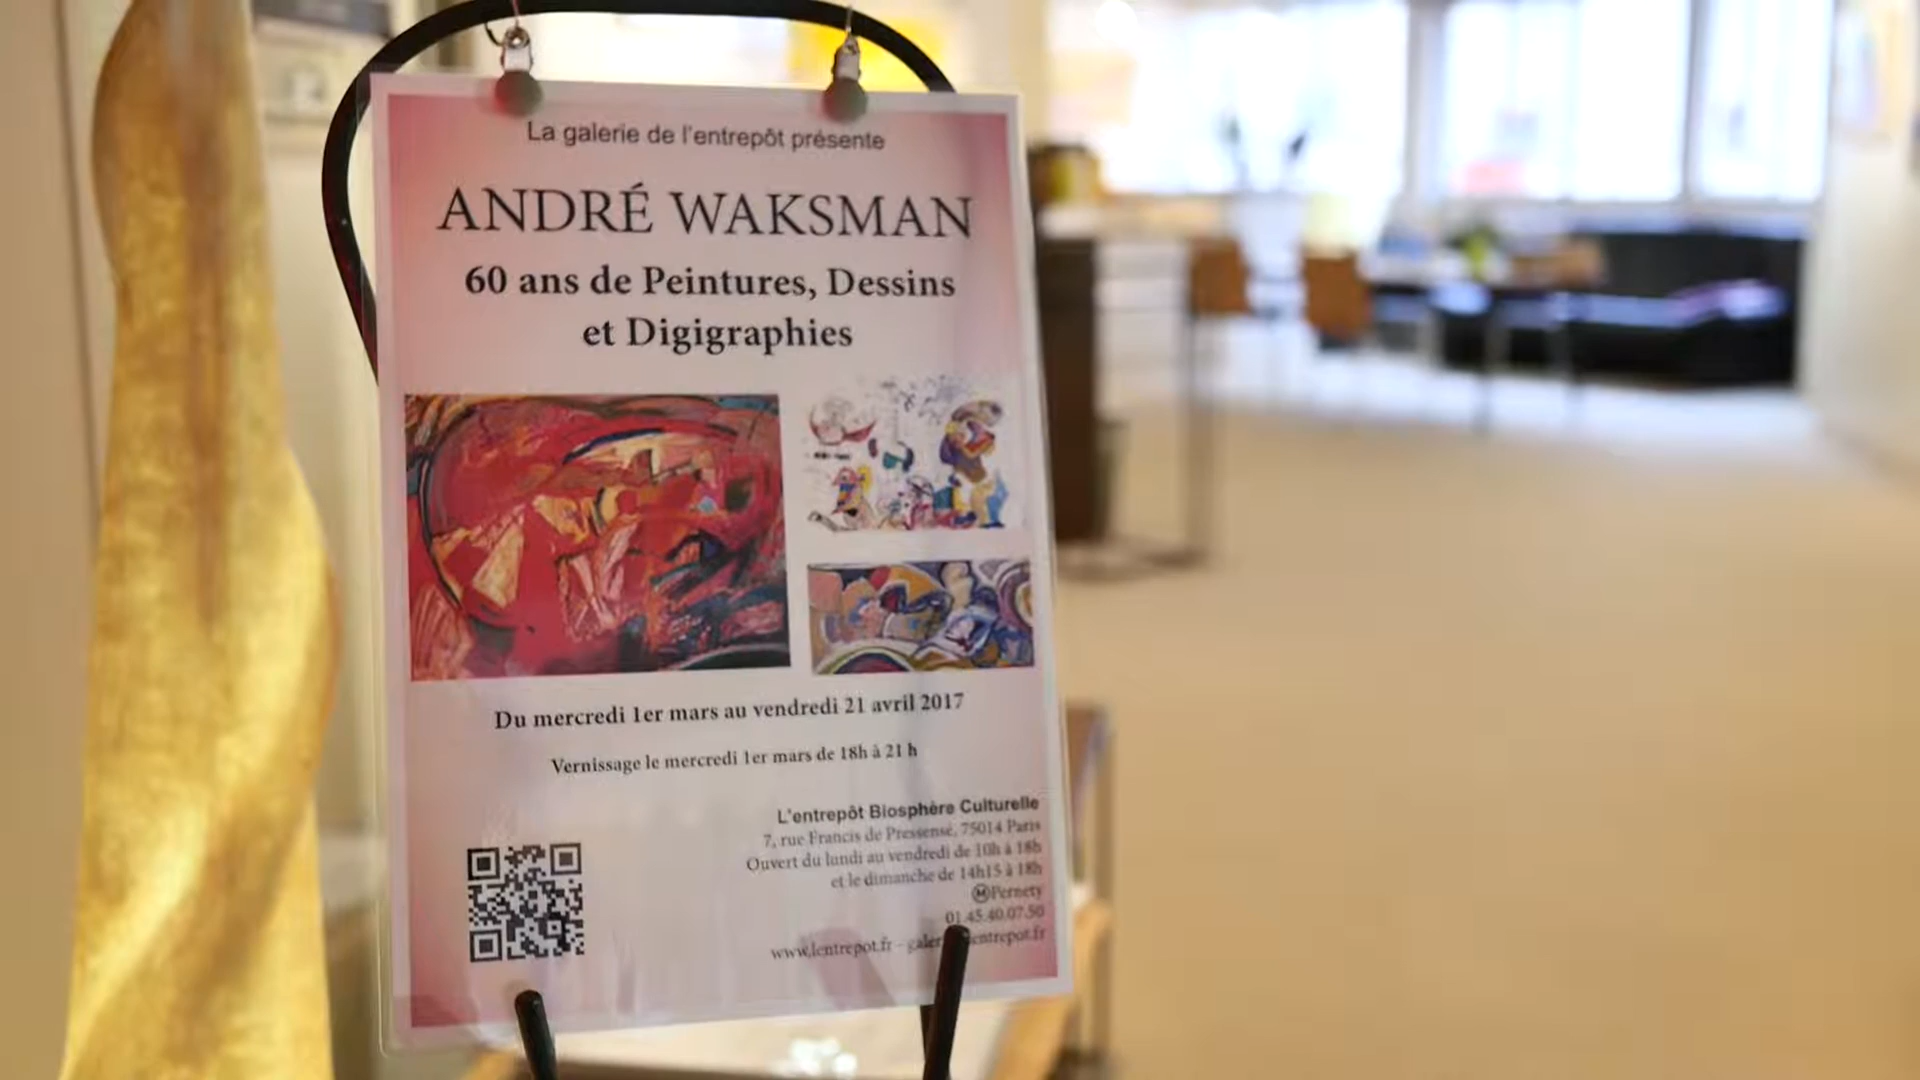 La galerie de l'entrepôt présente
ANDRÉ WAKSMAN
60 ans de Peintures, Dessins
et Digigraphies
Du mercredi 1er mars au vendredi 21 avril 2017
Vernissage le mercredi 1er mars de 18h à 21 h
L'entrepôt Biosphère Culturelle
7, rue Francis de Pressensé, 75014 Paris
Ouvert du lundi au vendredi de 10h à 18h
et le dimanche de 14h15 à 18h
M Pernety
01.45.40.07.50
www.lentrepot.fr -